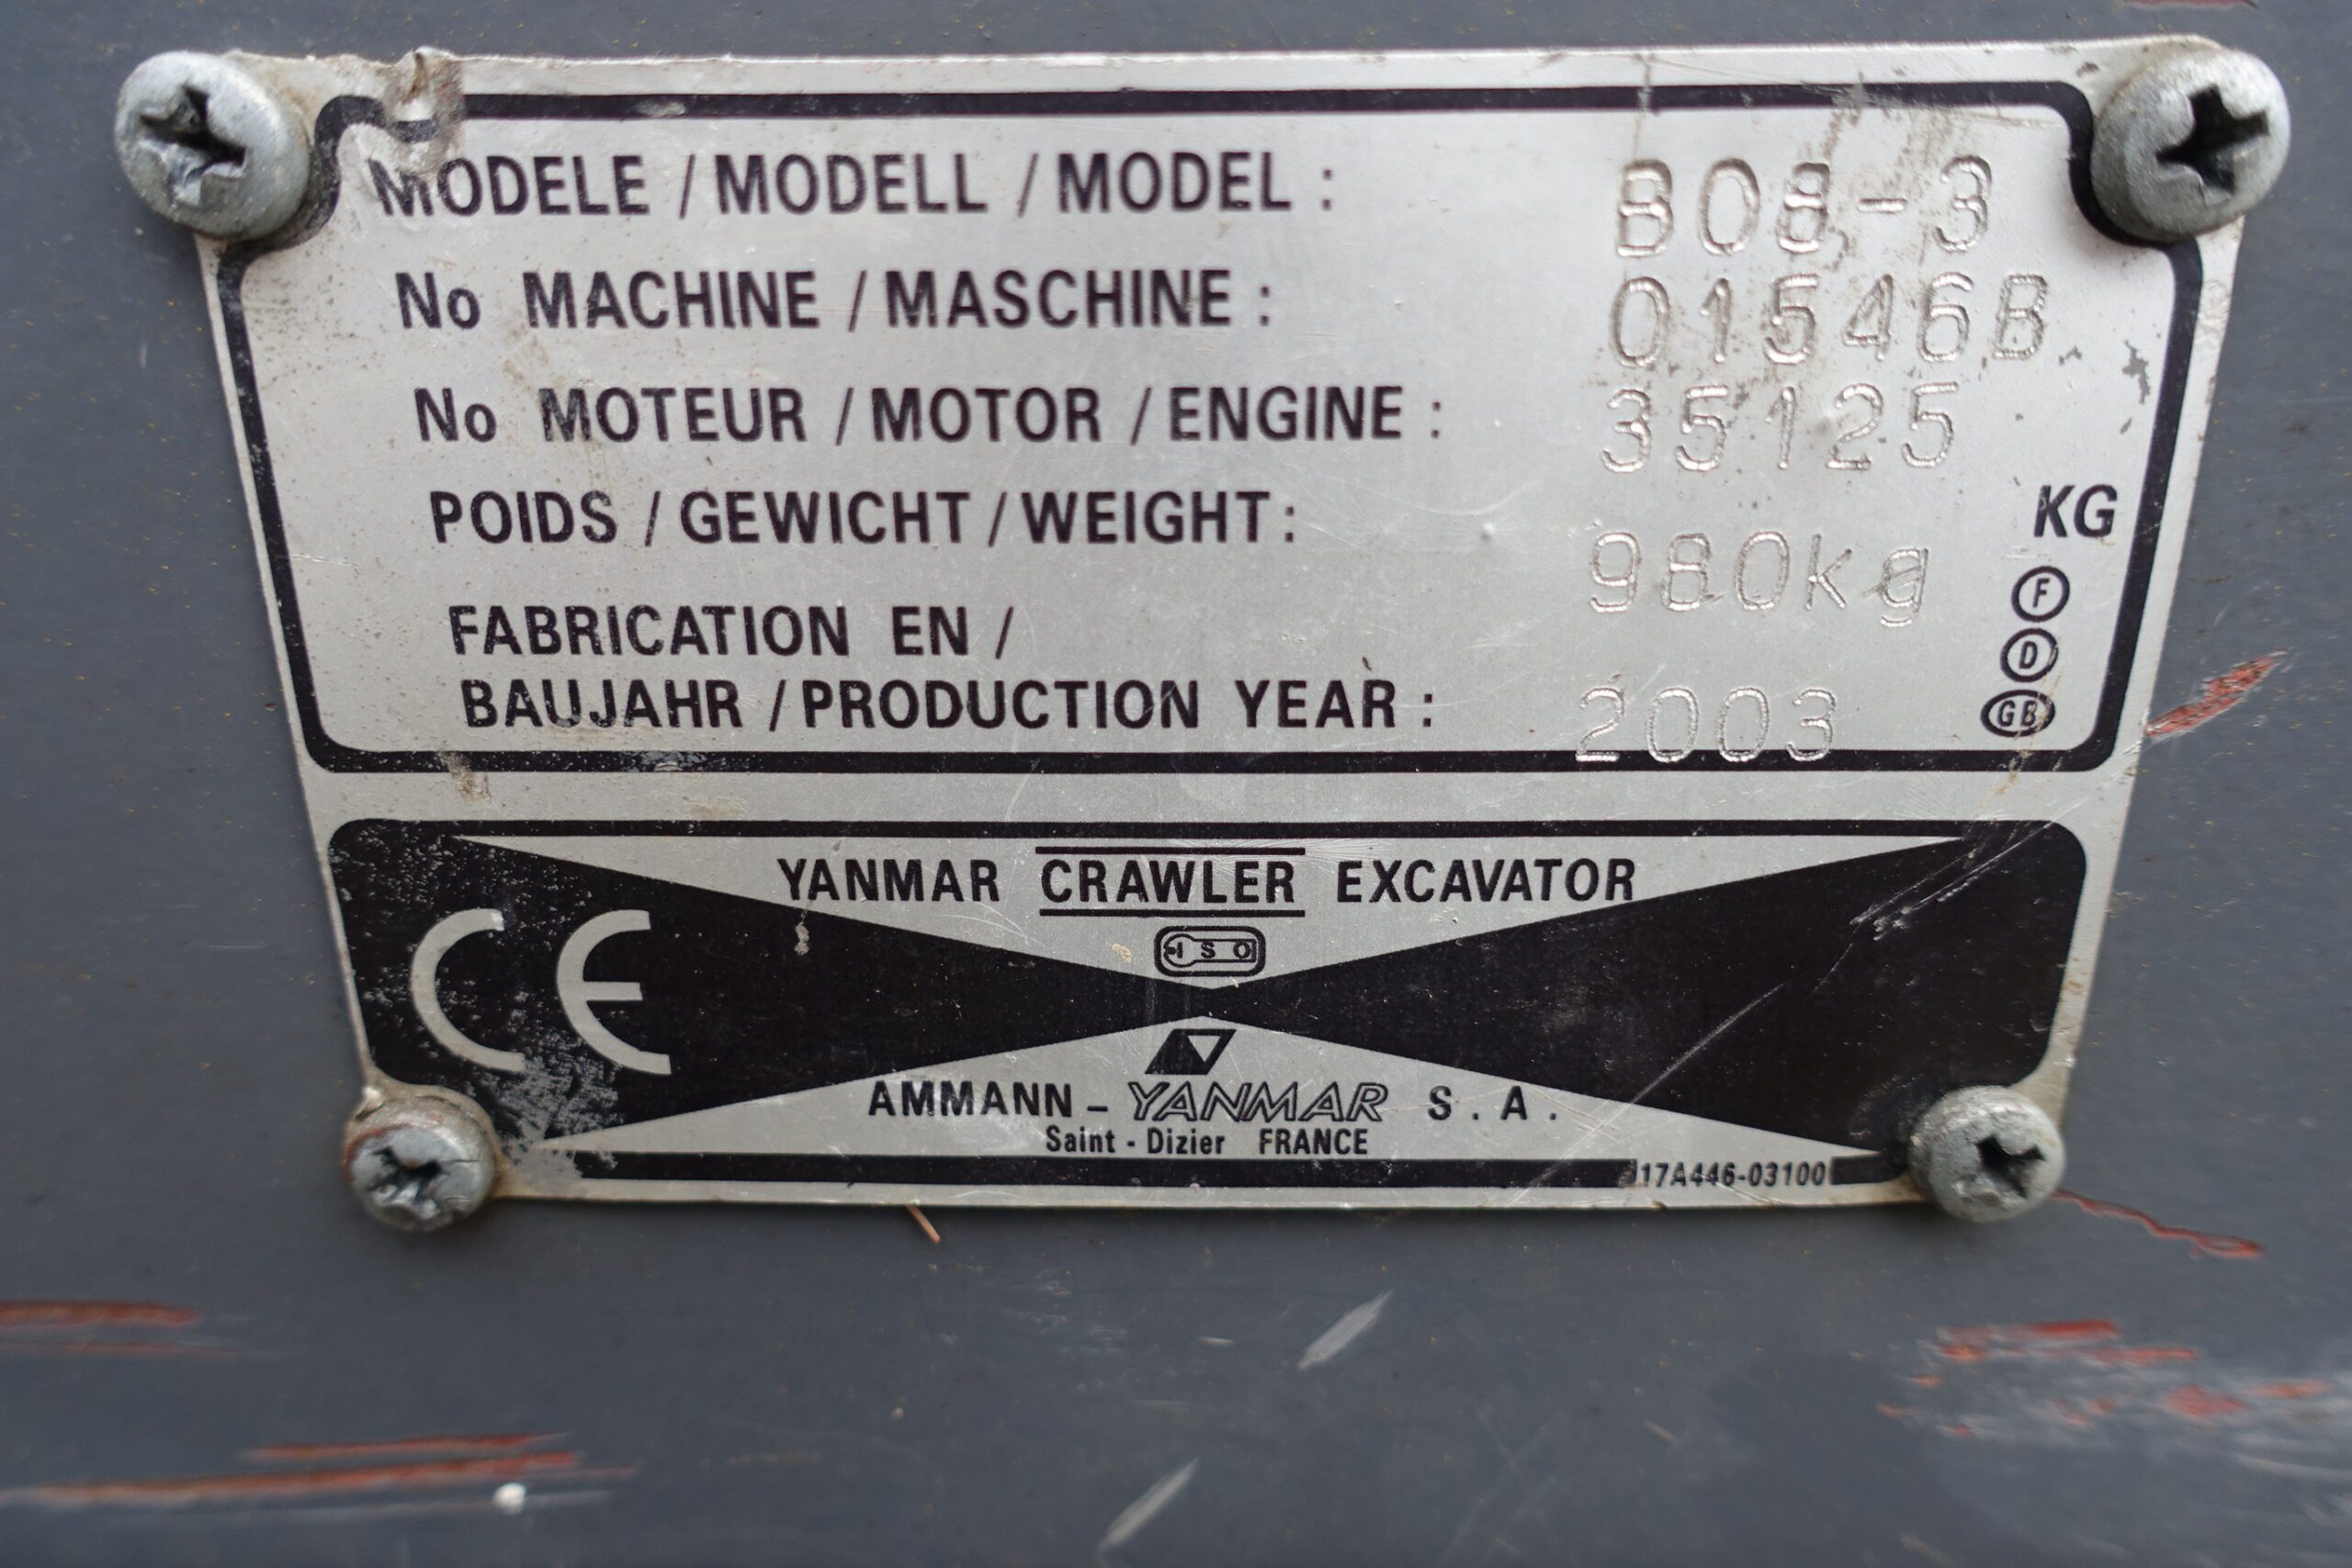 MODELE / MODELL / MODEL : B08-3
No MACHINE / MASCHINE : 01546B
No MOTEUR / MOTOR / ENGINE : 35125
POIDS / GEWICHT / WEIGHT : 980kg KG
F
FABRICATION EN /
D
BAUJAHR / PRODUCTION YEAR : 2003
GB
YANMAR CRAWLER EXCAVATOR
ISO
CE
AMMANN - YANMAR S . A .
Saint - Dizier FRANCE
17A446-03100